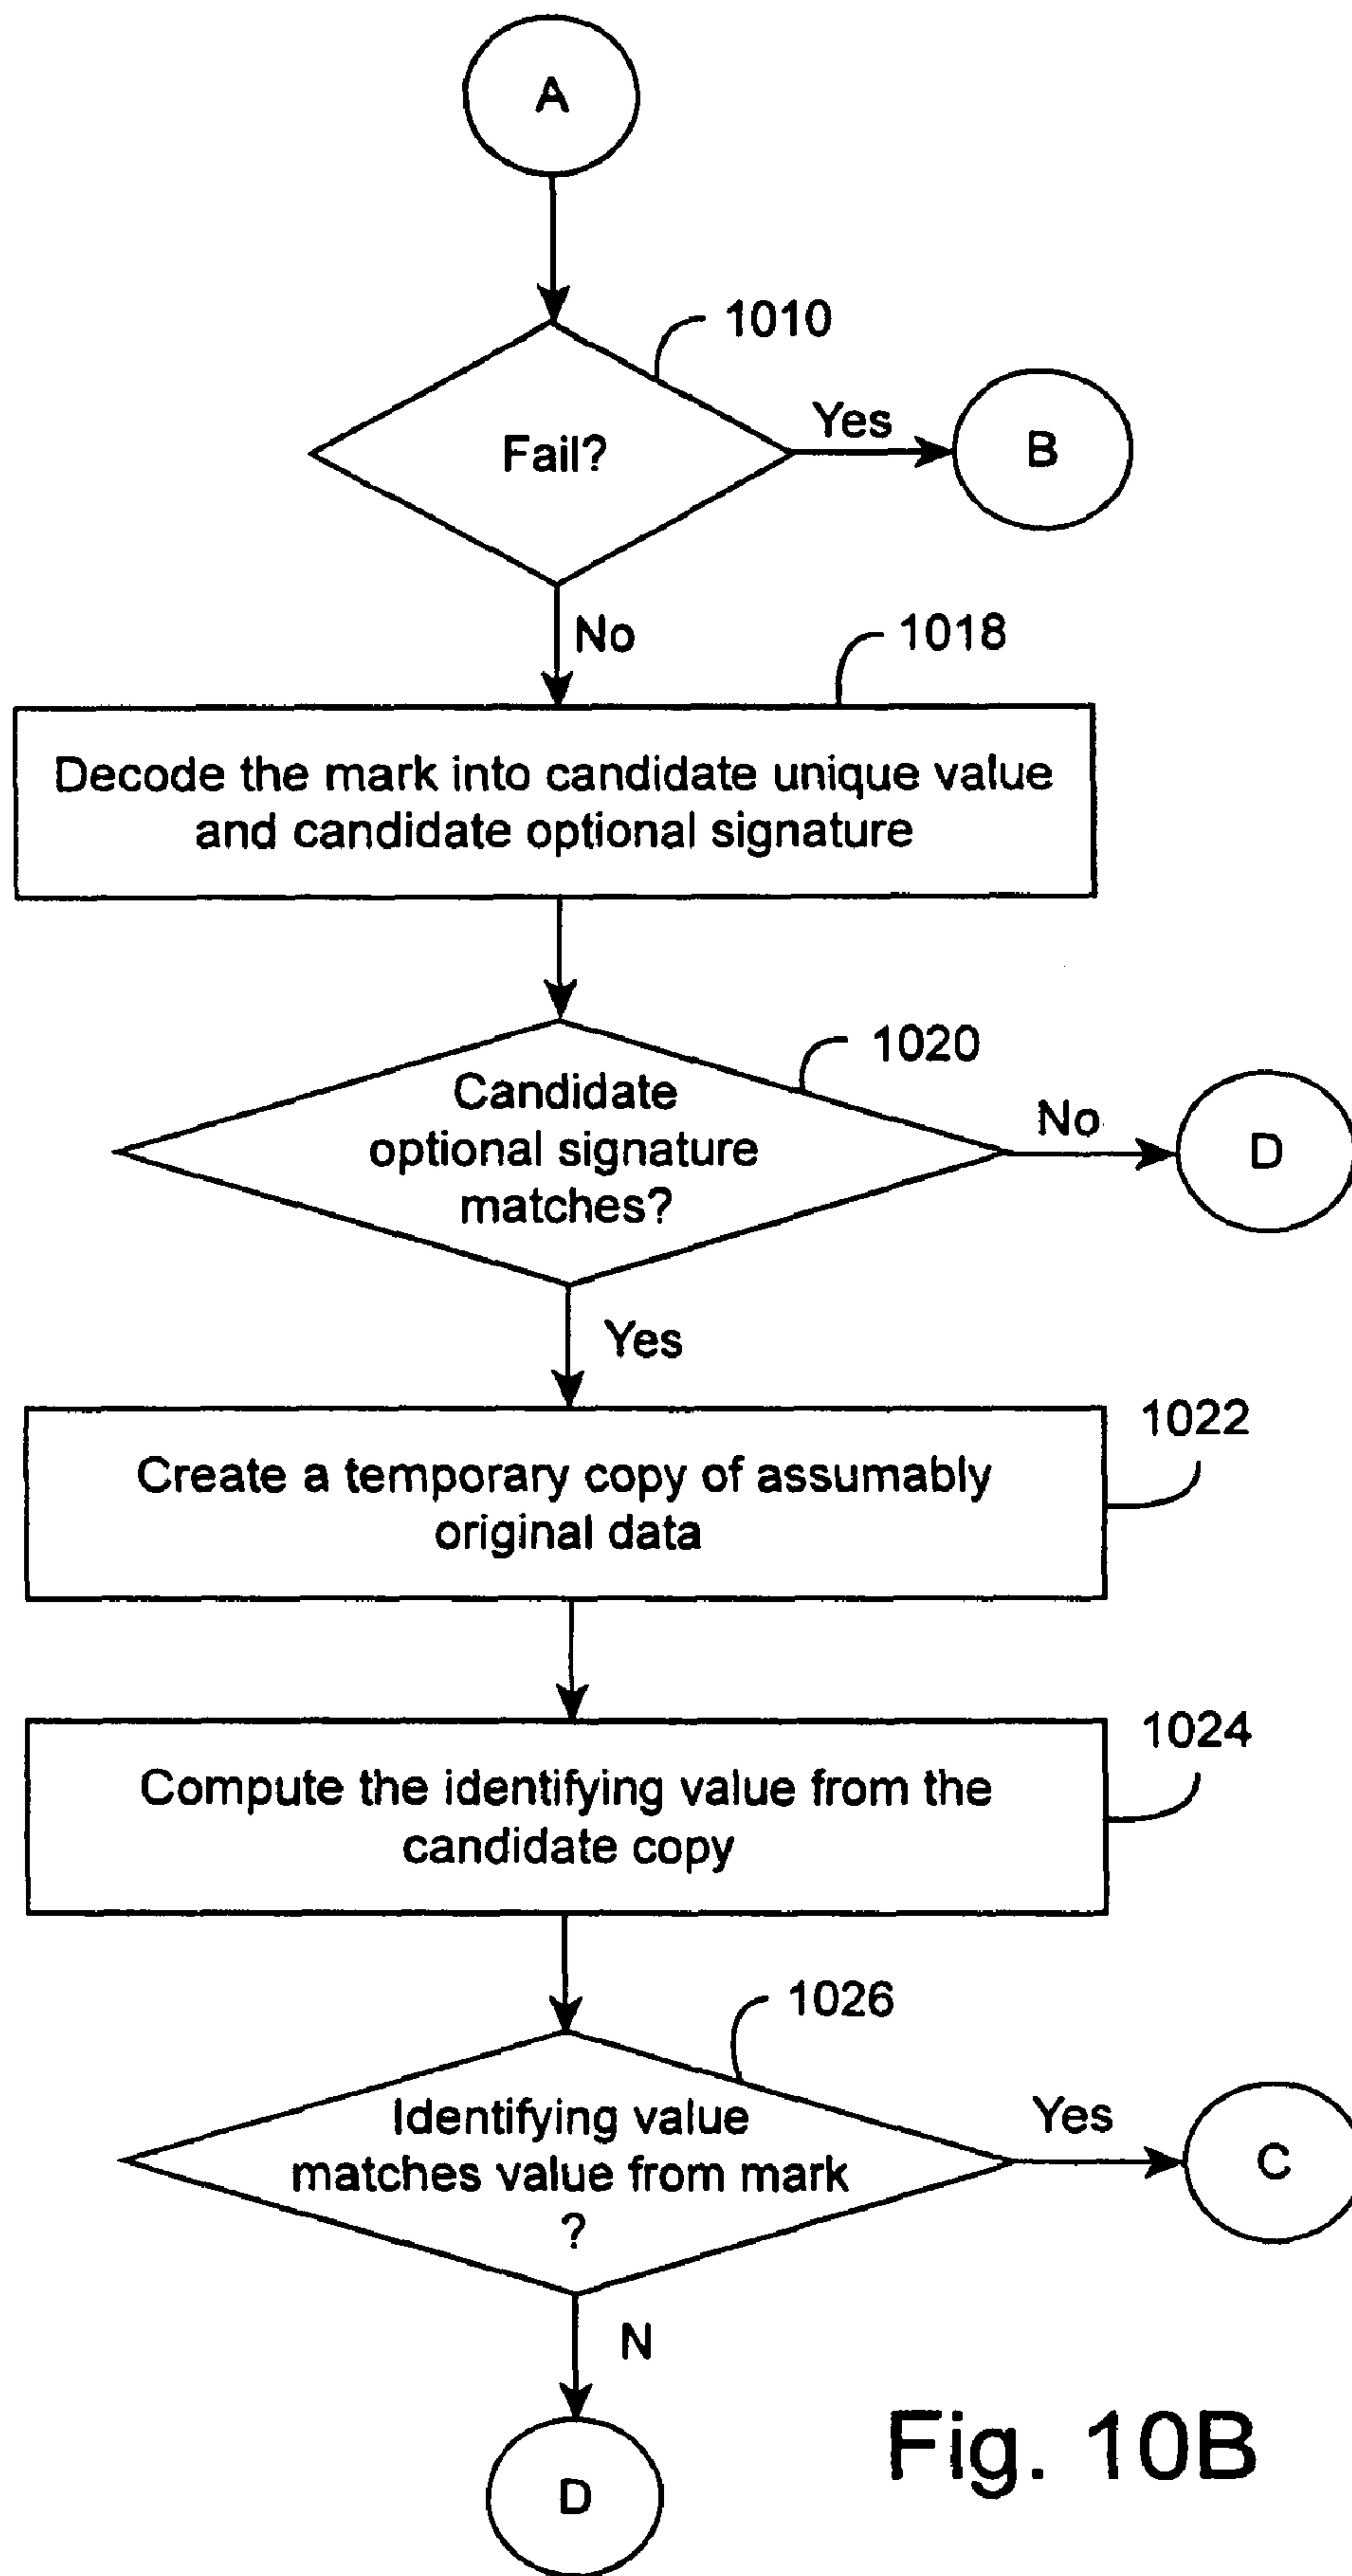 A
1010
Fail?
Yes
B
No
1018
Decode the mark into candidate unique value
and candidate optional signature
1020
Candidate
optional signature
matches?
No
D
Yes
1022
Create a temporary copy of assumably
original data
1024
Compute the identifying value from the
candidate copy
1026
Identifying value
matches value from mark
?
Yes
C
N
D
Fig. 10B